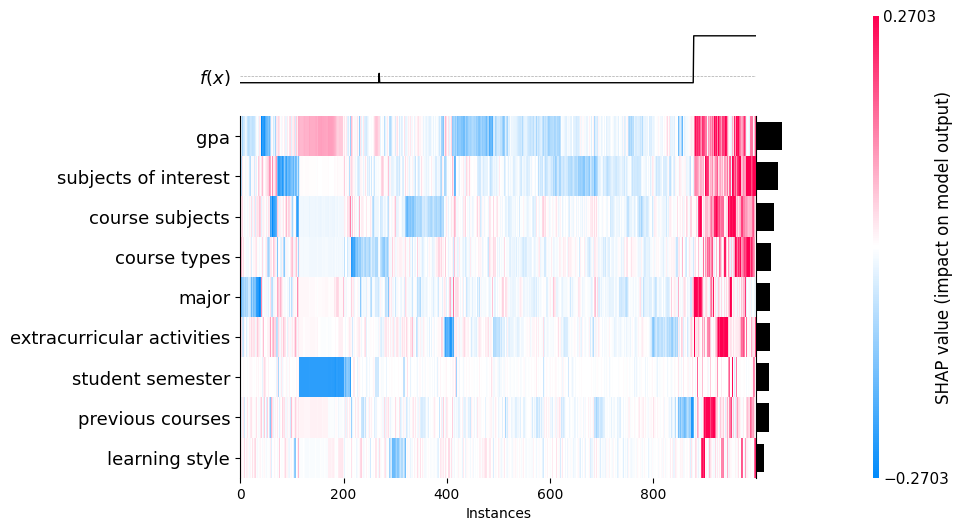 0.2703
f(x)
gpa
subjects of interest
course subjects
course types
major
extracurricular activities
student semester
previous courses
learning style
0 200 400 600 800
Instances
SHAP value (impact on model output)
−0.2703